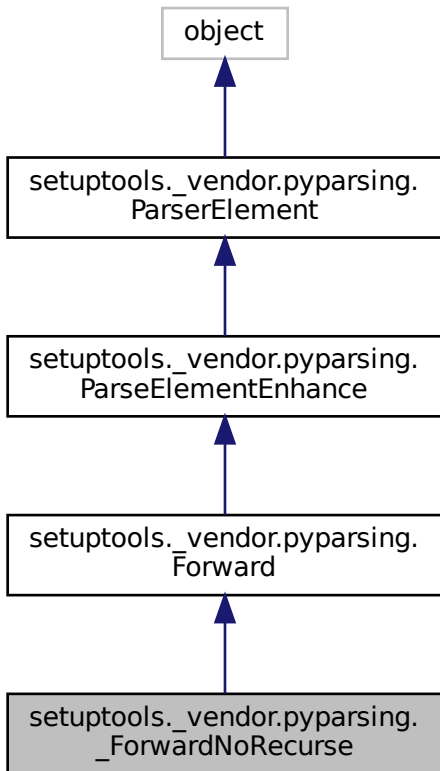 object
setuptools._vendor.pyparsing.
ParserElement
setuptools._vendor.pyparsing.
ParseElementEnhance
setuptools._vendor.pyparsing.
Forward
setuptools._vendor.pyparsing.
_ForwardNoRecurse